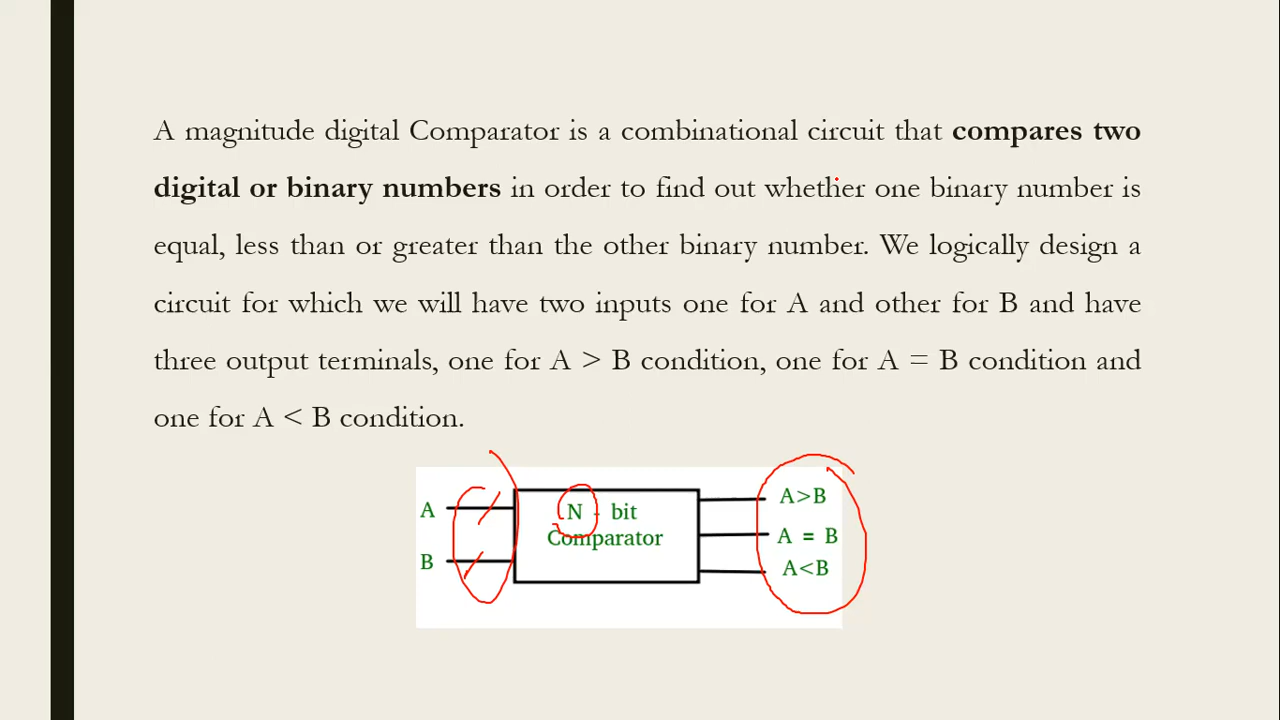 A magnitude digital Comparator is a combinational circuit that compares two
digital or binary numbers in order to find out whether one binary number is
equal, less than or greater than the other binary number. We logically design a
circuit for which we will have two inputs one for A and other for B and have
three output terminals, one for A > B condition, one for A = B condition and
one for A < B condition.
A
B
N - bit
Comparator
A>B
A = B
A<B